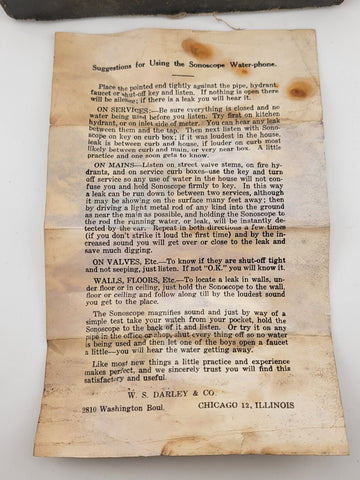 Suggestions for Using the Sonoscope Water-phone.
Place the pointed end tightly against the pipe, hydrant,
faucet or shut-off key and listen. If nothing is open there
will be silence; if there is a leak you will hear it.
ON SERVICES:—Be sure everything is closed and no
water being used before you listen. Try first on kitchen
hydrant, or on inlet side of meter. You can hear any leak
between them and the tap. Then next listen with Sono-
scope on key on curb box; if it was loudest in the house,
leak is between curb and house, if louder on curb most
likely between curb and main, or very near box. A little
practice and one soon gets to know.
ON MAINS—Listen on street valve stems, on fire hy-
drants, and on service curb boxes—use the key and turn
off service so any use of water in the house will not con-
fuse you and hold Sonoscope firmly to key. In this way
a leak can be run down to between two services, although
it may be showing on the surface many feet away; then
by driving a light metal rod of any kind into the ground
as near the main as possible, and holding the Sonoscope to
the rod the running water, or leak, will be instantly de-
tected by the ear. Repeat in both directions a few times
(if you don't strike it loud the first time) and by the in-
creased sound you will get over or close to the leak and
save much digging.
ON VALVES, Etc.—To know if they are shut-off tight
and not seeping, just listen. If not "O.K." you will know it.
WALLS, FLOORS, Etc.—To locate a leak in walls, un-
der floor or in ceiling, just hold the Sonoscope to the wall,
floor or ceiling and follow along till by the loudest sound
you get to the place.
The Sonoscope magnifies sound and just by way of a
simple test take your watch from your pocket, hold the
Sonoscope to the back of it and listen. Or try it on any
pipe in the office or shop, shut every thing off so no water
is being used and then let one of the boys open a faucet
a little—you will hear the water getting away.
Like most new things a little practice and experience
makes perfect, and we sincerely trust you will find this
satisfactory and useful.
W. S. DARLEY & CO.
2810 Washington Boul. CHICAGO 12, ILLINOIS